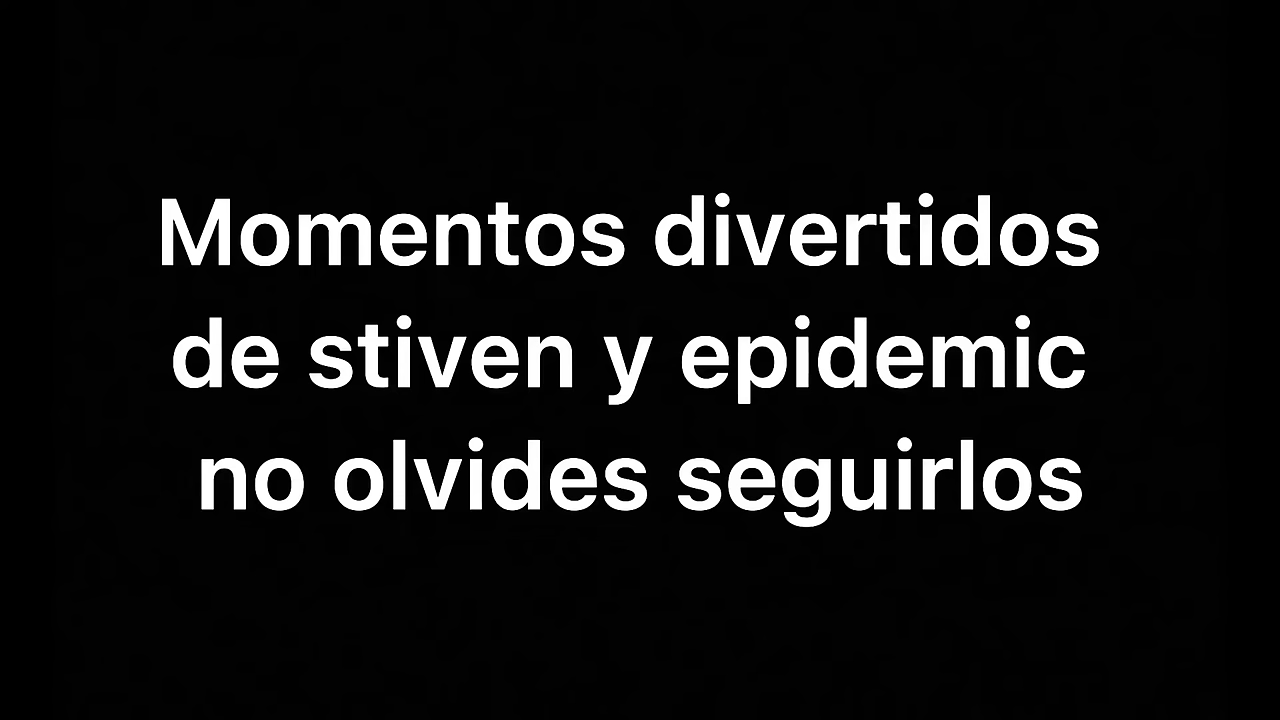 Momentos divertidos
de stiven y epidemic
no olvides seguirlos